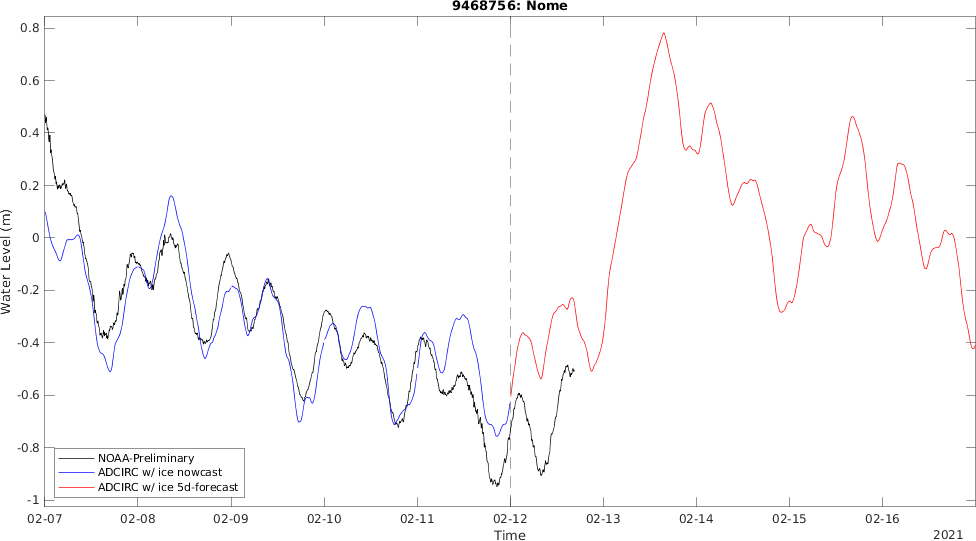 9468756: Nome
Water Level (m)
0.8
0.6
0.4
0.2
0
-0.2
-0.4
-0.6
-0.8
-1
NOAA-Preliminary
ADCIRC w/ ice nowcast
ADCIRC w/ ice 5d-forecast
02-07 02-08 02-09 02-10 02-11 02-12 02-13 02-14 02-15 02-16
Time
2021